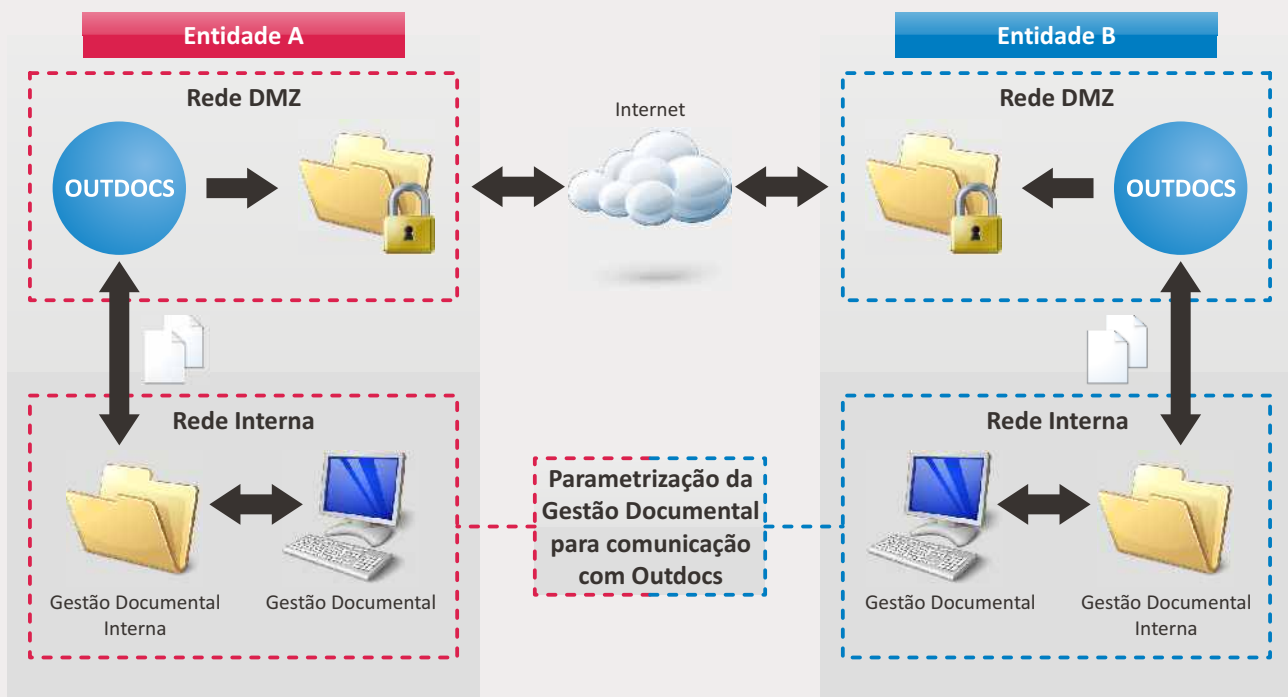 Entidade A
Entidade B
Rede DMZ
Internet
Rede DMZ
OUTDOCS
OUTDOCS
Rede Interna
Rede Interna
Parametrização da
Gestão Documental
para comunicação
com Outdocs
Gestão Documental
Interna
Gestão Documental
Gestão Documental
Gestão Documental
Interna